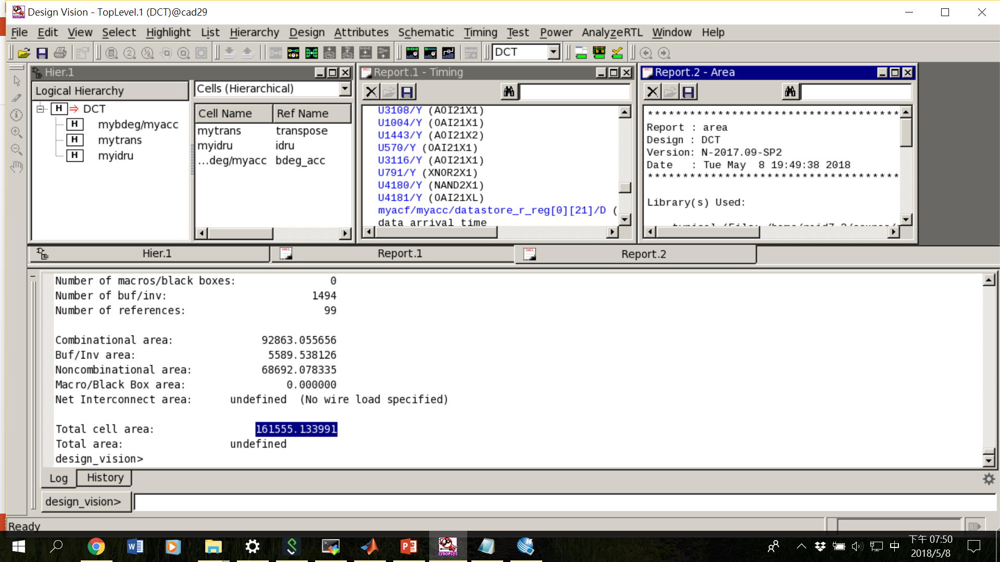 Design Vision - TopLevel.1 (DCT)@cad29
File Edit View Select Highlight List Hierarchy Design Attributes Schematic Timing Test Power AnalyzeRTL Window Help
DCT
Hier.1
Logical Hierarchy
H DCT
H mybdeg/myacc
H mytrans
H myidru
Cells (Hierarchical)
Cell Name Ref Name
mytrans transpose
myidru idru
...deg/myacc bdeg_acc
Report.1 - Timing
U3108/Y (AOI21X1)
U1004/Y (OAI21X1)
U1443/Y (AOI21X2)
U570/Y (OAI21X1)
U3116/Y (AOI21X1)
U791/Y (XNOR2X1)
U4180/Y (NAND2X1)
U4181/Y (OAI21XL)
myacf/myacc/datastore_r_reg[0][21]/D (
data arrival time
Report.2 - Area
****************************************
Report : area
Design : DCT
Version: N-2017.09-SP2
Date   : Tue May  8 19:49:38 2018
****************************************
Library(s) Used:
Hier.1 Report.1 Report.2
Number of macros/black boxes: 0
Number of buf/inv: 1494
Number of references: 99
Combinational area: 92863.055656
Buf/Inv area: 5589.538126
Noncombinational area: 68692.078335
Macro/Black Box area: 0.000000
Net Interconnect area: undefined (No wire load specified)
Total cell area: 161555.133991
Total area: undefined
design_vision>
Log History
design_vision>
Ready
SYNOPSYS
中
下午 07:50
2018/5/8